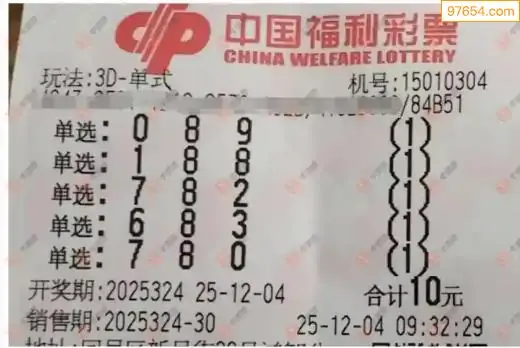 97654.com
中国福利彩票
CHINA WELFARE LOTTERY
玩法:3D-单式 机号:15010304
/84B51
单选: 0 8 9 (1)
单选: 1 8 8 (1)
单选: 7 8 2 (1)
单选: 6 8 3 (1)
单选: 7 8 0 (1)
开奖期:2025324 25-12-04 合计10元
销售期:2025324-30 25-12-04 09:32:29